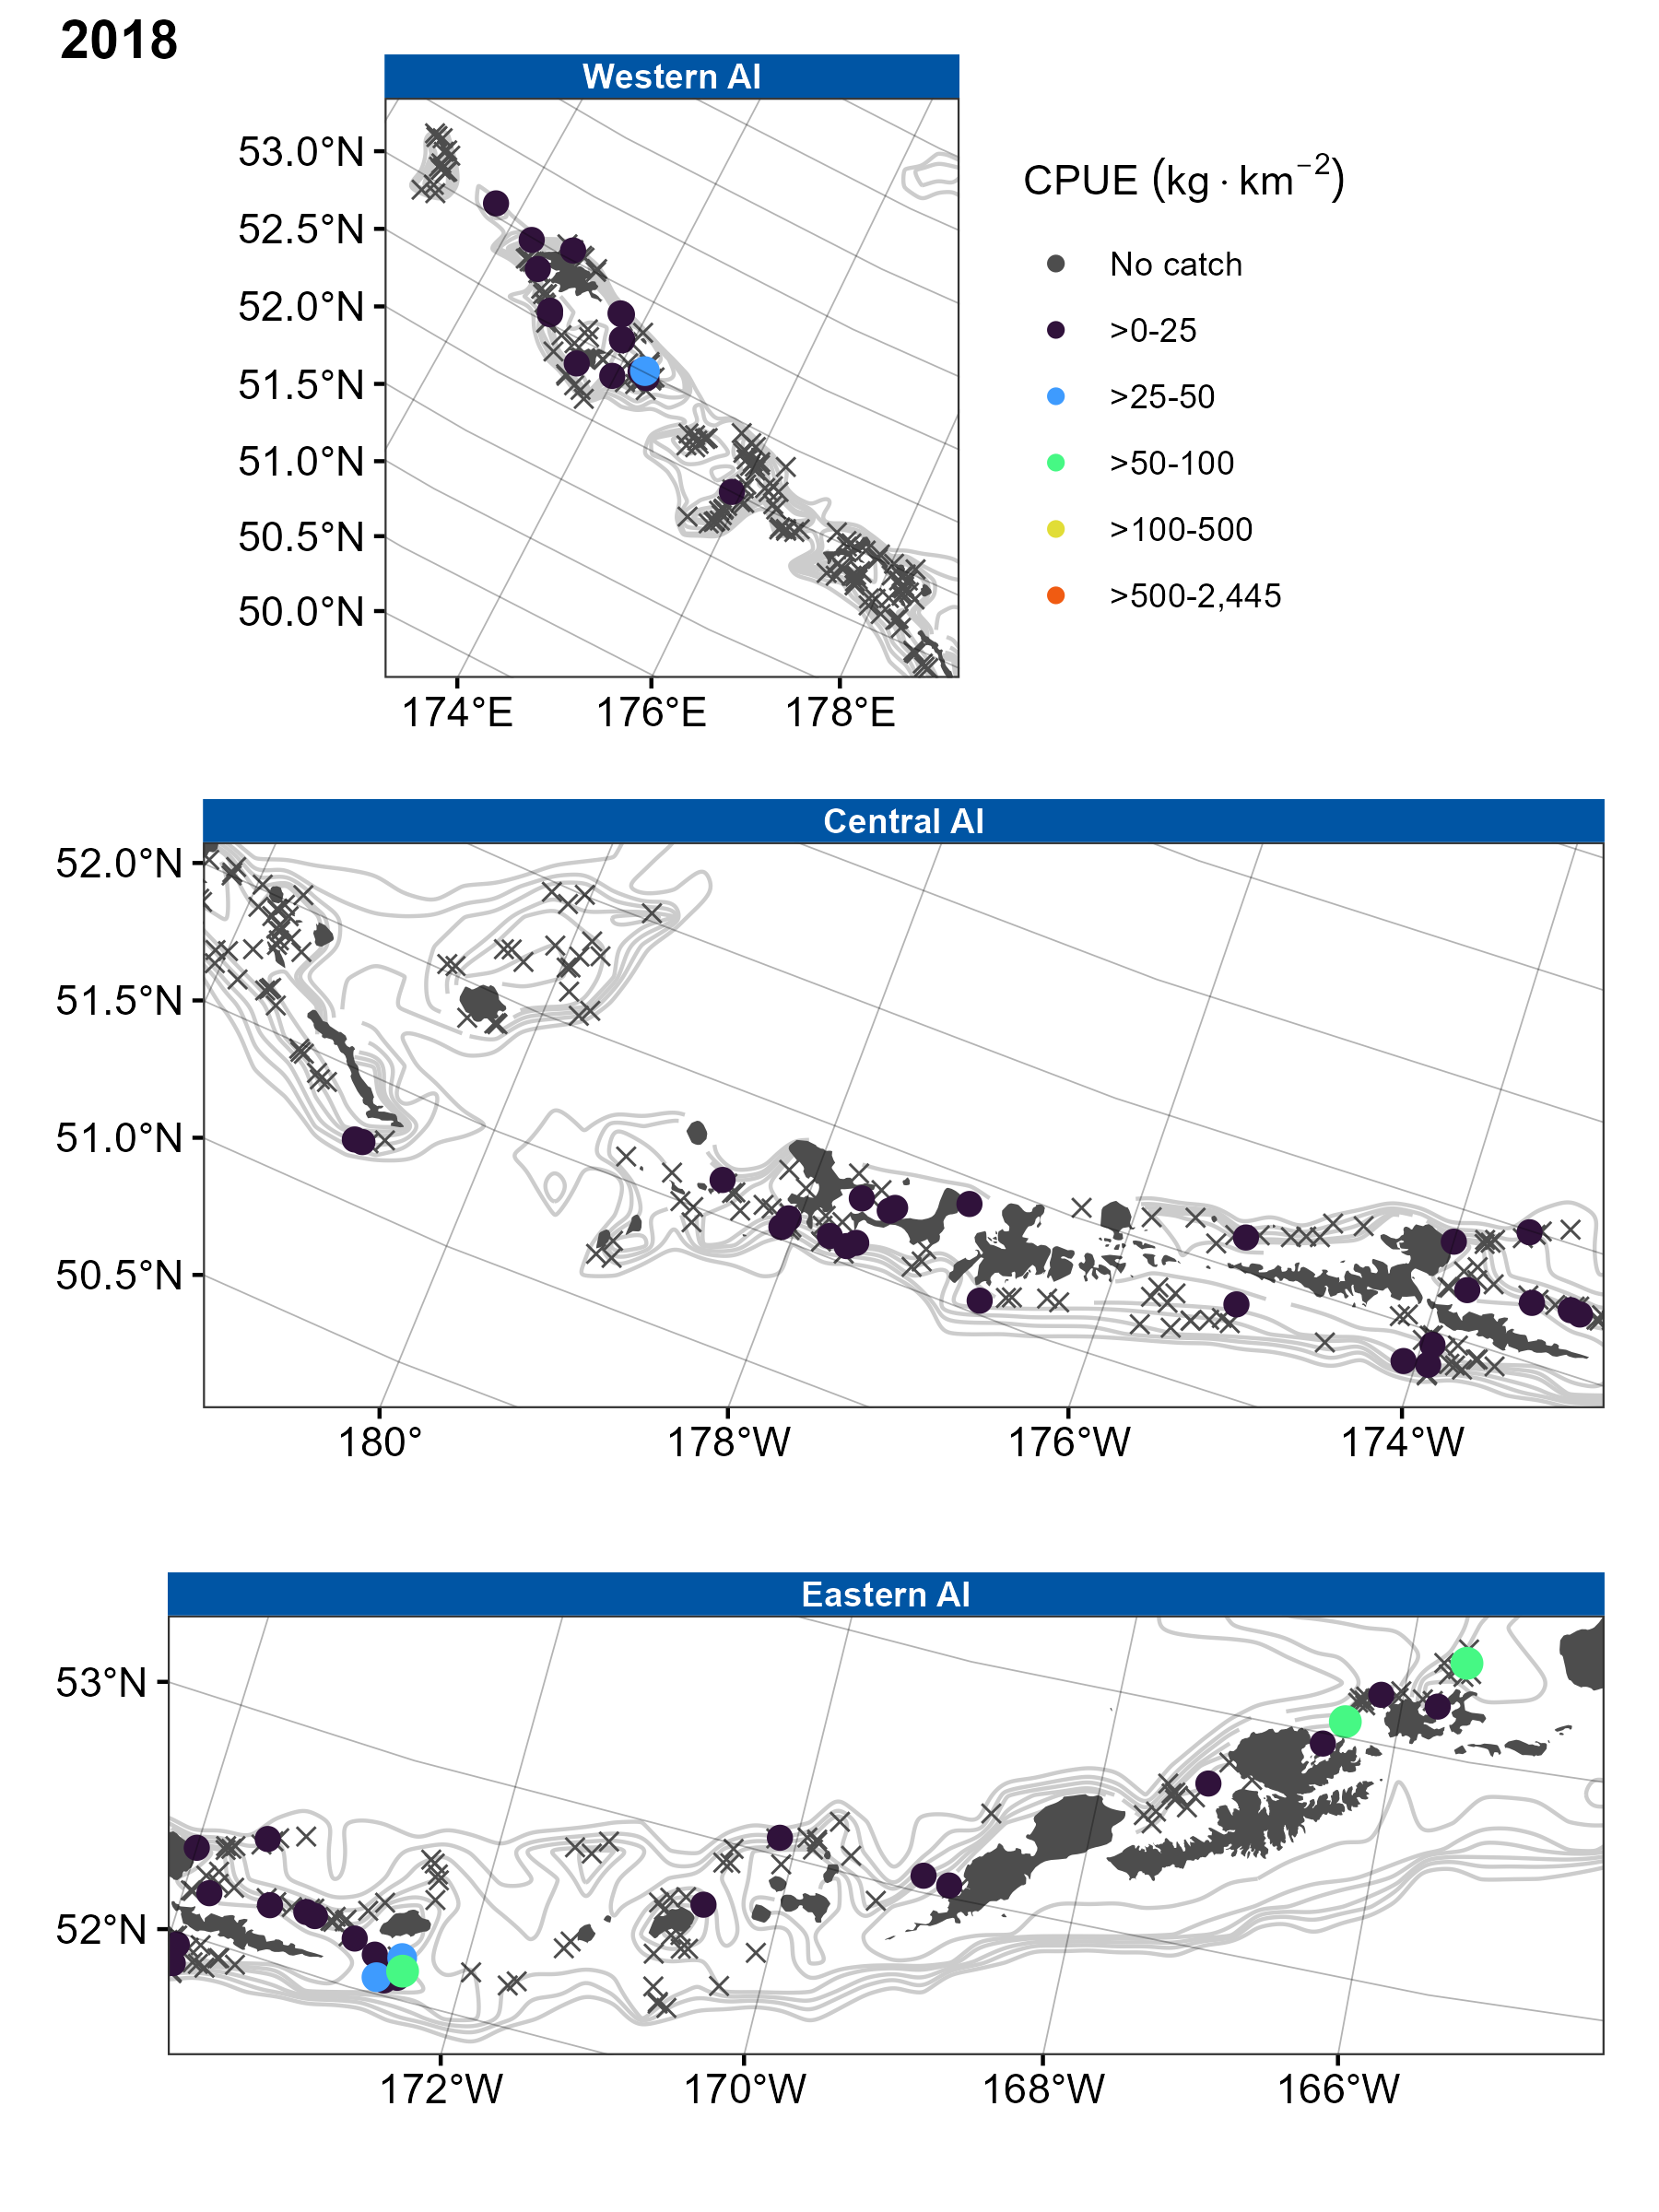 2018
Western AI
53.0°N
52.5°N
52.0°N
51.5°N
51.0°N
50.5°N
50.0°N
174°E 176°E 178°E
CPUE (kg · km⁻²)
No catch
>0-25
>25-50
>50-100
>100-500
>500-2,445
Central AI
52.0°N
51.5°N
51.0°N
50.5°N
180° 178°W 176°W 174°W
Eastern AI
53°N
52°N
172°W 170°W 168°W 166°W